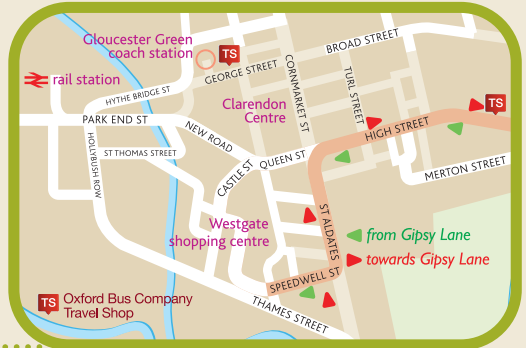 Gloucester Green
coach station
TS
BROAD STREET
rail station
GEORGE STREET
CORNMARKET ST
TURL STREET
HYTHE BRIDGE ST
Clarendon
Centre
TS
PARK END ST
HIGH STREET
NEW ROAD
HOLLYBUSH ROW
ST THOMAS STREET
QUEEN ST
CASTLE ST
MERTON STREET
Westgate
shopping centre
ST ALDATES
from Gipsy Lane
towards Gipsy Lane
SPEEDWELL ST
TS
Oxford Bus Company
Travel Shop
THAMES STREET